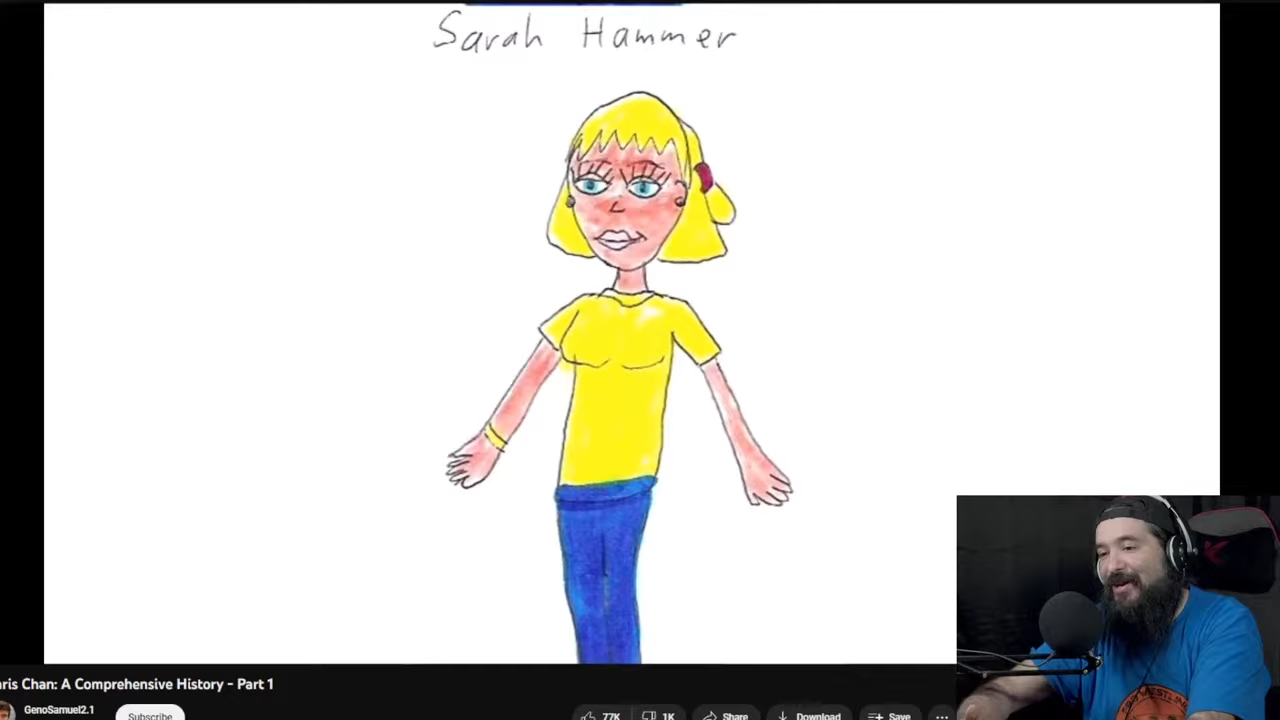 Sarah Hammer
ris Chan: A Comprehensive History - Part 1
GenoSamuel2.1
Subscribe
77K
1K
Share
Download
Save